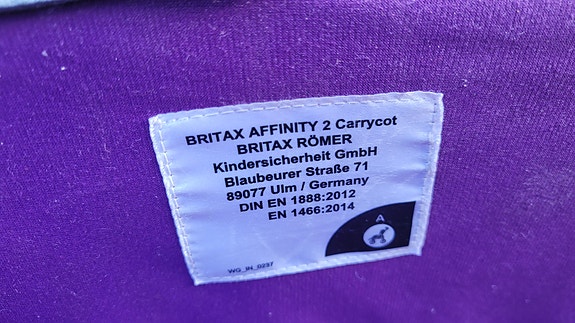 BRITAX AFFINITY 2 Carrycot
BRITAX RÖMER
Kindersicherheit GmbH
Blaubeurer Straße 71
89077 Ulm / Germany
DIN EN 1888:2012
EN 1466:2014
A
WG_IN_0237